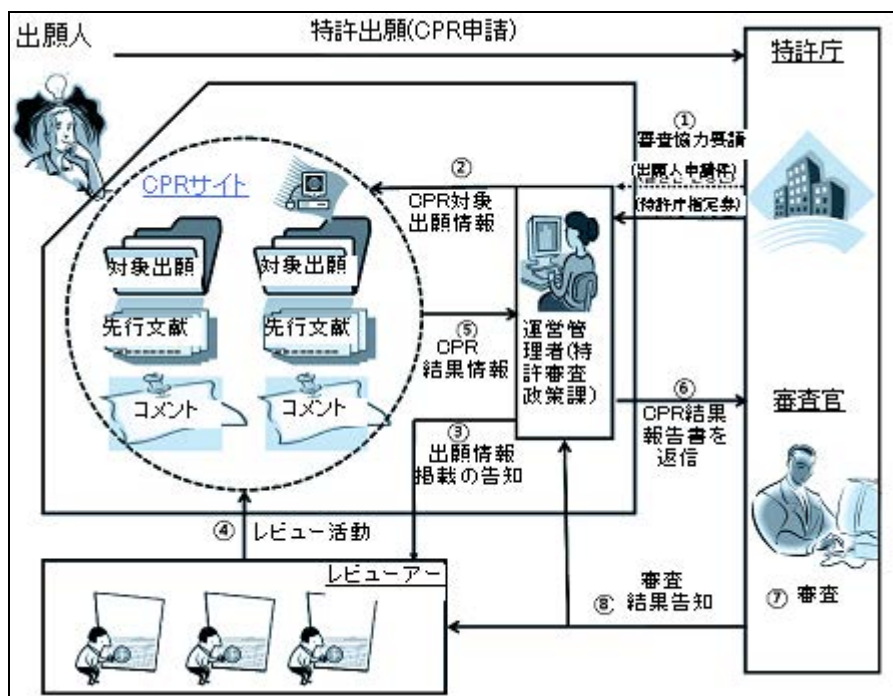 出願人
特許出願(CPR申請)
特許庁
①
審査協力要請
(出願人申請件)
(特許庁指定券)
②
CPR対象
出願情報
CPRサイト
対象出願
対象出願
先行文献
先行文献
コメント
コメント
⑤
CPR
結果情報
運営管
理者(特
許審査
政策課)
⑥
CPR結果
報告書を
返信
審査官
③
出願情報
掲載の告知
④ レビュー活動
レビューアー
審査
⑧ 結果告知
⑦ 審査